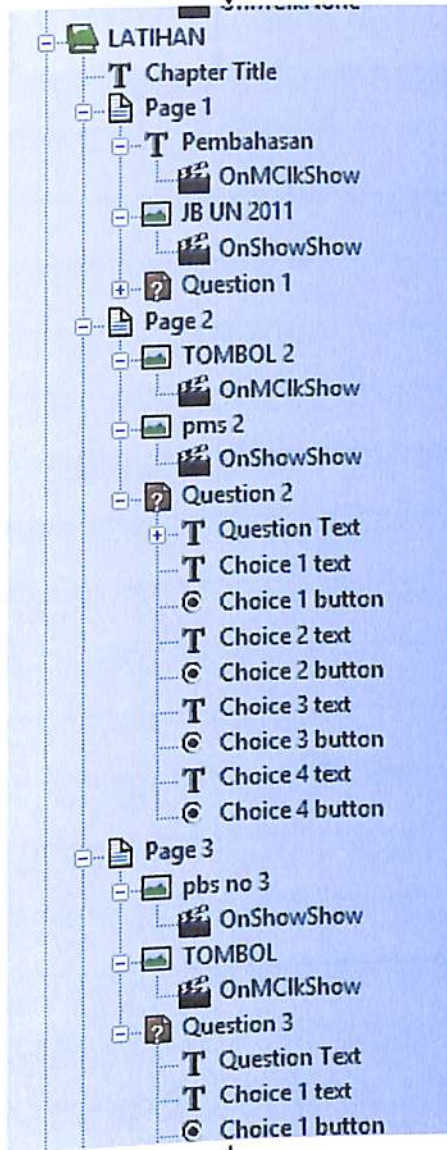 LATIHAN
Chapter Title
Page 1
Pembahasan
OnMClkShow
JB UN 2011
OnShowShow
Question 1
Page 2
TOMBOL 2
OnMClkShow
pms 2
OnShowShow
Question 2
Question Text
Choice 1 text
Choice 1 button
Choice 2 text
Choice 2 button
Choice 3 text
Choice 3 button
Choice 4 text
Choice 4 button
Page 3
pbs no 3
OnShowShow
TOMBOL
OnMClkShow
Question 3
Question Text
Choice 1 text
Choice 1 button